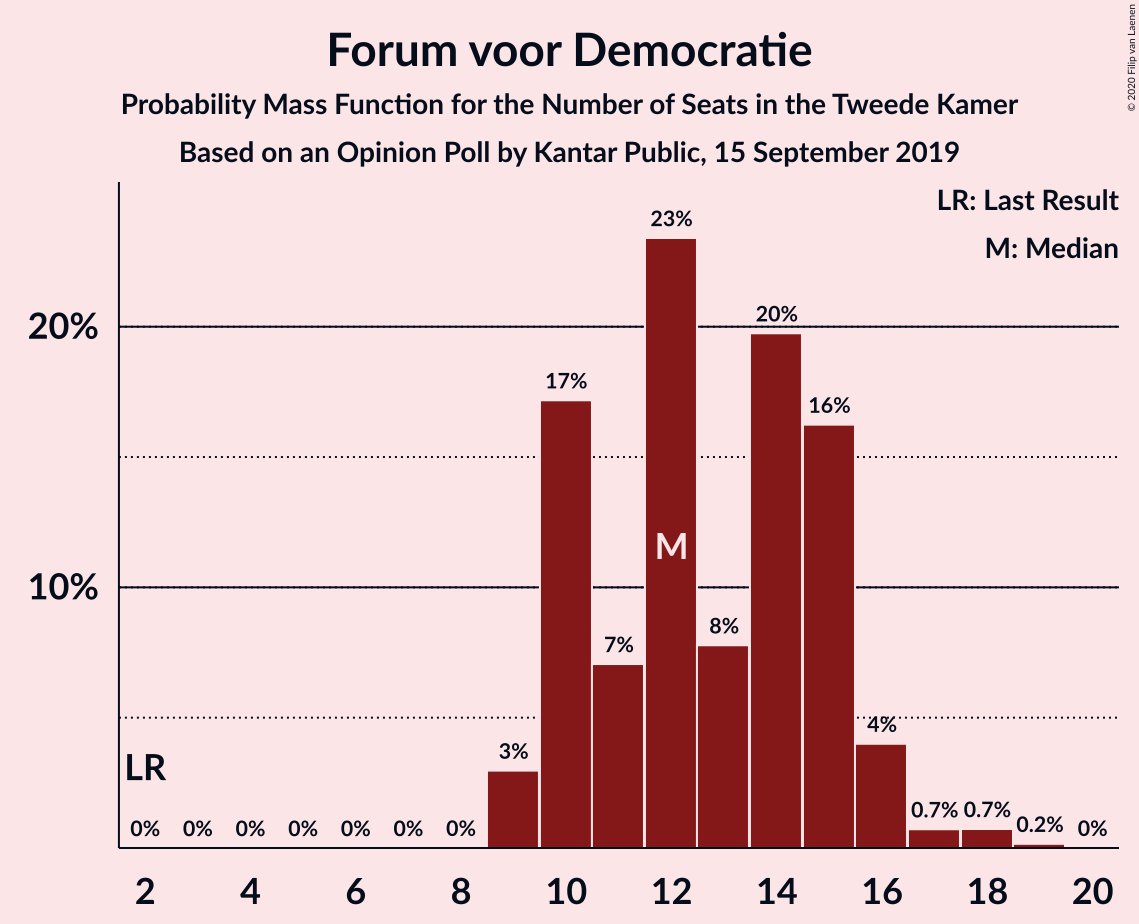 Forum voor Democratie
Probability Mass Function for the Number of Seats in the Tweede Kamer
Based on an Opinion Poll by Kantar Public, 15 September 2019
© 2020 Filip van Laenen
LR: Last Result
M: Median
23%
20%
20%
17%
16%
M
10%
8%
7%
4%
3%
LR
0.7% 0.7%
0.2%
0% 0% 0% 0% 0% 0% 0% 0%
2 4 6 8 10 12 14 16 18 20